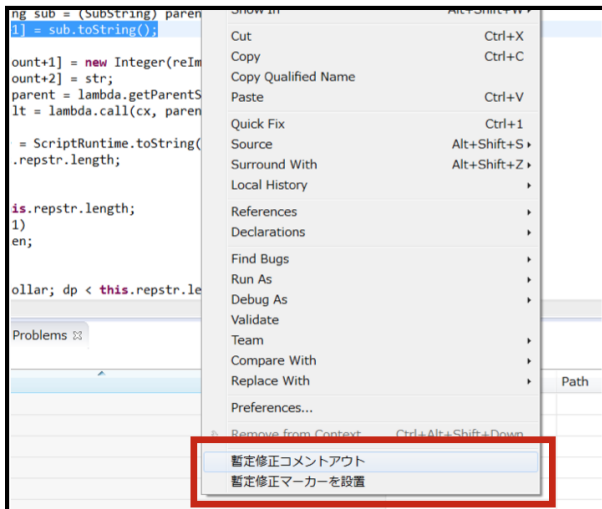 ng sub = (SubString) paren
1] = sub.toString();
ount+1] = new Integer(reIm
ount+2] = str;
parent = lambda.getParentS
lt = lambda.call(cx, paren
= ScriptRuntime.toString(
.repstr.length;
is.repstr.length;
1)
en;
ollar; dp < this.repstr.le
Problems
Show In Alt+Shift+W
Cut Ctrl+X
Copy Ctrl+C
Copy Qualified Name
Paste Ctrl+V
Quick Fix Ctrl+1
Source Alt+Shift+S
Surround With Alt+Shift+Z
Local History
References
Declarations
Find Bugs
Run As
Debug As
Validate
Team
Compare With
Replace With
Preferences...
Remove from Context Ctrl+Alt+Shift+Down
暫定修正コメントアウト
暫定修正マーカーを設置
Path